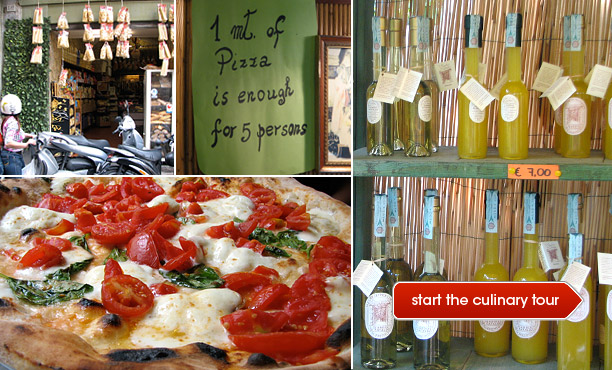 1 mt. of
Pizza
is enough
for 5 persons
€ 7,00
start the culinary tour